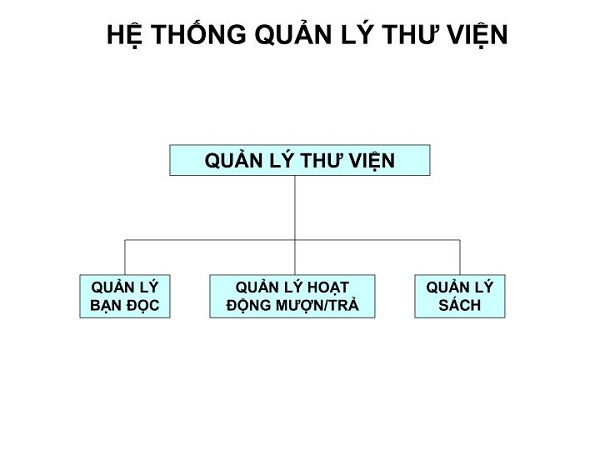 HỆ THỐNG QUẢN LÝ THƯ VIỆN
QUẢN LÝ THƯ VIỆN
QUẢN LÝ
BẠN ĐỌC
QUẢN LÝ HOẠT
ĐỘNG MƯỢN/TRẢ
QUẢN LÝ
SÁCH